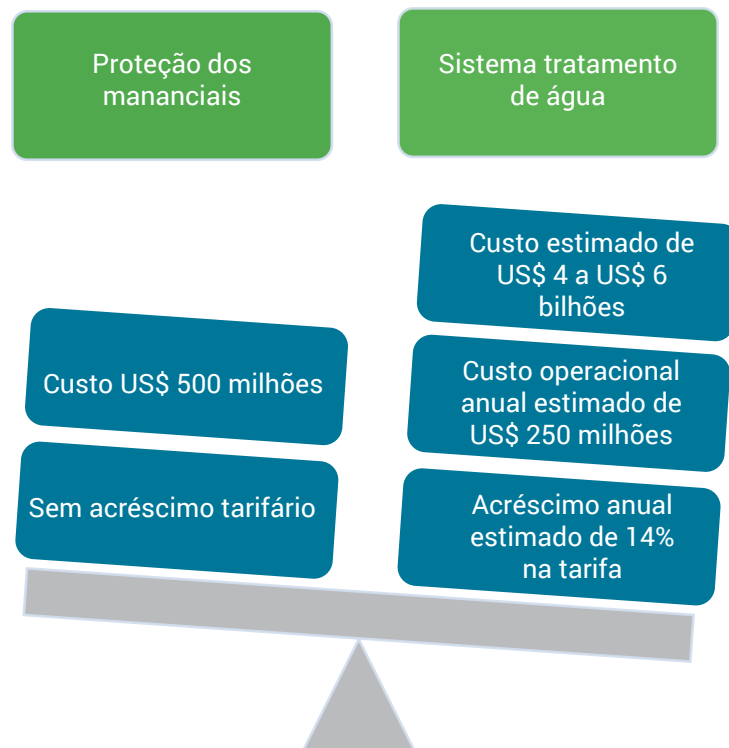 Proteção dos
mananciais
Sistema tratamento
de água
Custo US$ 500 milhões
Sem acréscimo tarifário
Custo estimado de
US$ 4 a US$ 6
bilhões
Custo operacional
anual estimado de
US$ 250 milhões
Acréscimo anual
estimado de 14%
na tarifa